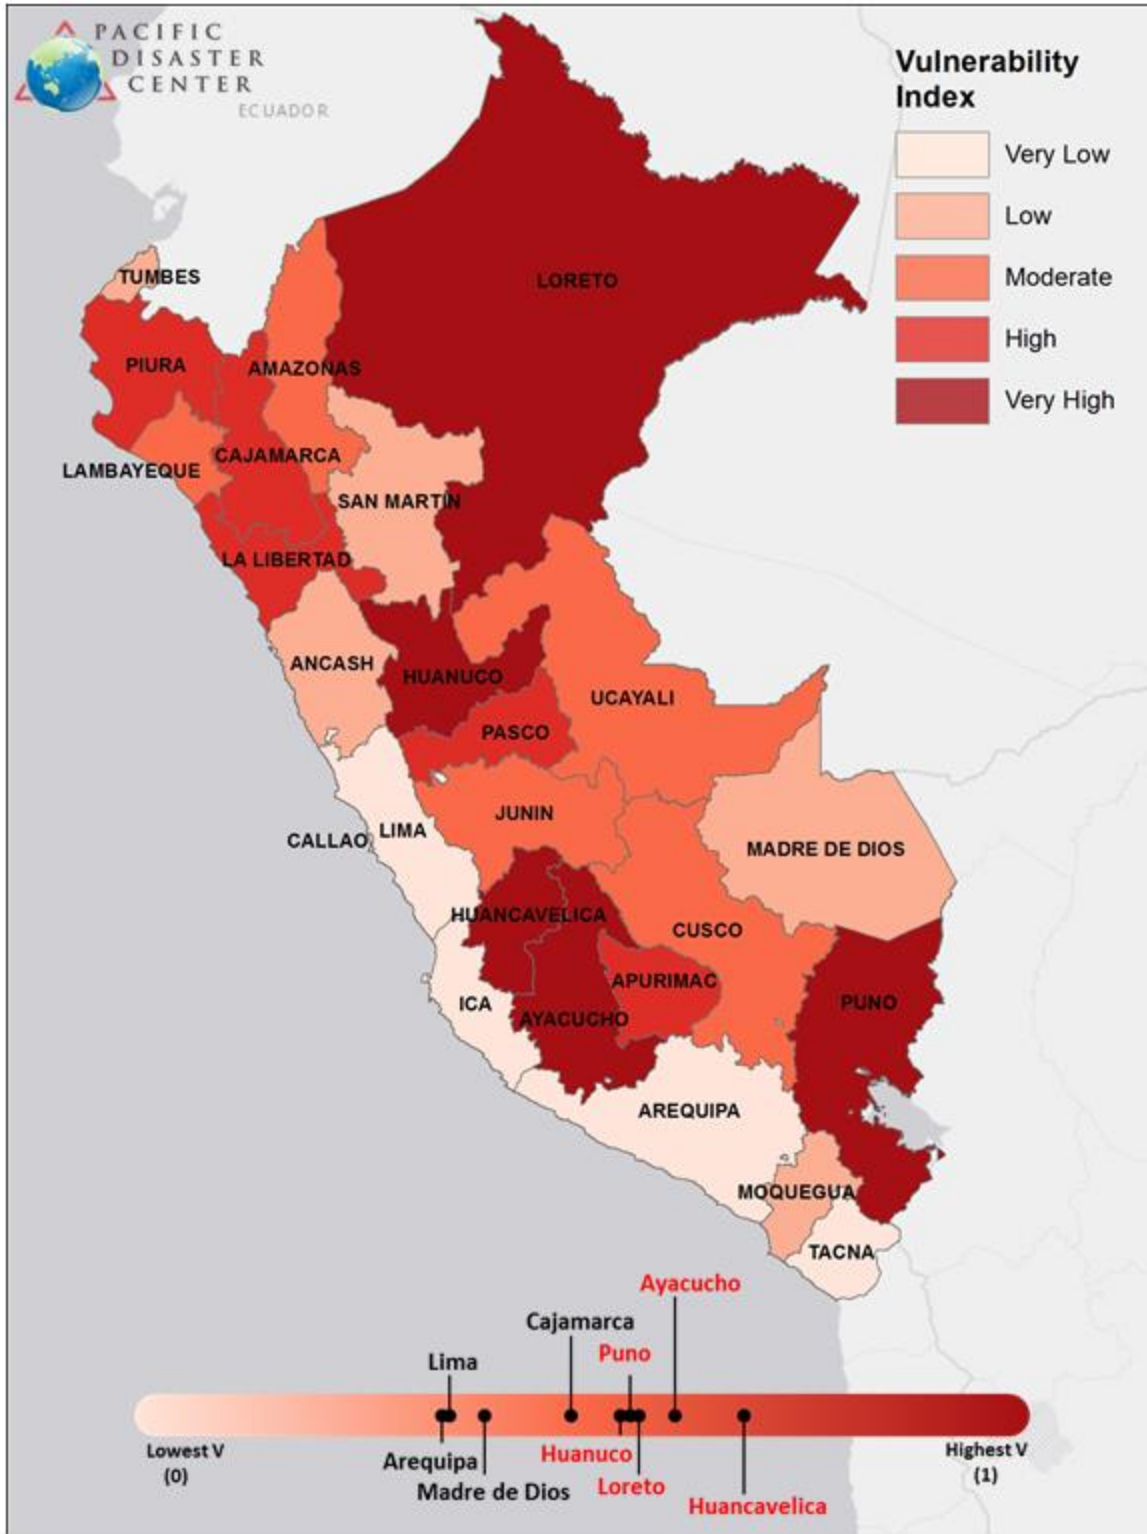 PACIFIC
DISASTER
CENTER
ECUADOR
Vulnerability
Index
Very Low
Low
Moderate
High
Very High
TUMBES
LORETO
PIURA
AMAZONAS
LAMBAYEQUE
CAJAMARCA
SAN MARTÍN
LA LIBERTAD
ANCASH
HUANUCO
UCAYALI
PASCO
JUNIN
CALLAO
LIMA
MADRE DE DIOS
HUANCAVELICA
CUSCO
APURIMAC
ICA
AYACUCHO
PUNO
AREQUIPA
MOQUEGUA
TACNA
Ayacucho
Cajamarca
Puno
Lima
Lowest V
(0)
Arequipa
Huanuco
Highest V
(1)
Madre de Dios
Loreto
Huancavelica